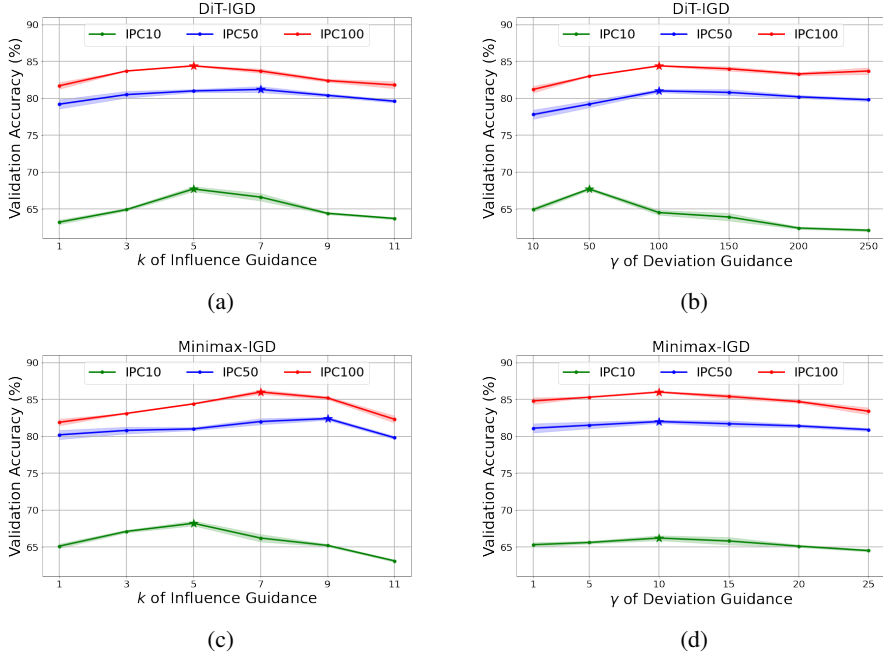 DiT-IGD
Validation Accuracy (%)
90
85
80
75
70
65
IPC10 IPC50 IPC100
1 3 5 7 9 11
k of Influence Guidance
(a)
DiT-IGD
Validation Accuracy (%)
90
85
80
75
70
65
IPC10 IPC50 IPC100
10 50 100 150 200 250
γ of Deviation Guidance
(b)
Minimax-IGD
Validation Accuracy (%)
90
85
80
75
70
65
IPC10 IPC50 IPC100
1 3 5 7 9 11
k of Influence Guidance
(c)
Minimax-IGD
Validation Accuracy (%)
90
85
80
75
70
65
IPC10 IPC50 IPC100
1 5 10 15 20 25
γ of Deviation Guidance
(d)